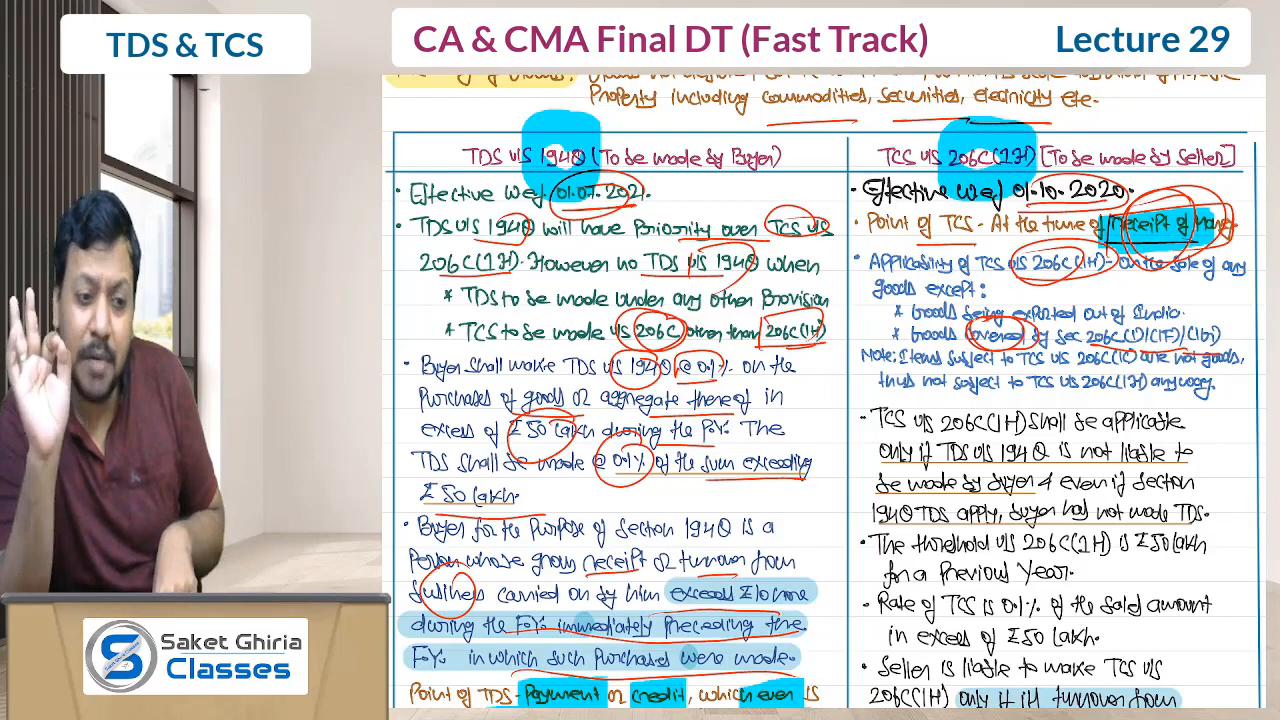 TDS & TCS
CA & CMA Final DT (Fast Track)
Lecture 29
Property including commodities, securities, electricity etc.
TDS u/s 194Q (To be made by Buyer)
• Effective wef 01.07.2021.
• TDS u/s 194Q will have Priority over TCS u/s
206C(1H). However no TDS u/s 194Q when
* TDS to be made under any other Provision
* TCS to be made u/s 206C other than 206C(1H)
• Buyer shall make TDS u/s 194Q @ 0.1% on the
Purchases of goods or aggregate thereof in
excess of ₹50 lakh during the FY. The
TDS shall be made @ 0.1% of the sum exceeding
₹50 lakh.
• Buyer for the purpose of Section 194Q is a
Person whose gross receipt or turnover from
business carried on by him exceeds ₹10 crore
during the F.Y. immediately preceding the
F.Y. in which such purchases were made.
Point of TDS - Payment or credit, which ever is
TCS u/s 206C(1H) [To be made by Seller]
• Effective wef 01.10.2020.
• Point of TCS - At the time of receipt of money
• Applicability of TCS u/s 206C(1H) - On the sale of any
goods except:
* Goods being exported out of India.
* Goods covered by sec 206C(1)/(1F)/(1G)
Note: Items subject to TCS u/s 206C(1C) are not goods,
thus not subject to TCS u/s 206C(1H) anyway.
• TCS u/s 206C(1H) shall be applicable
only if TDS u/s 194Q is not liable to
be made by buyer & even if section
194Q TDS apply, buyer has not made TDS.
• The threshold u/s 206C(1H) is ₹50 lakh
for a Previous Year.
• Rate of TCS is 0.1% of the sales amount
in excess of ₹50 lakh.
• Seller is liable to make TCS u/s
206C(1H) only if it turnover from
Saket Ghiria
Classes